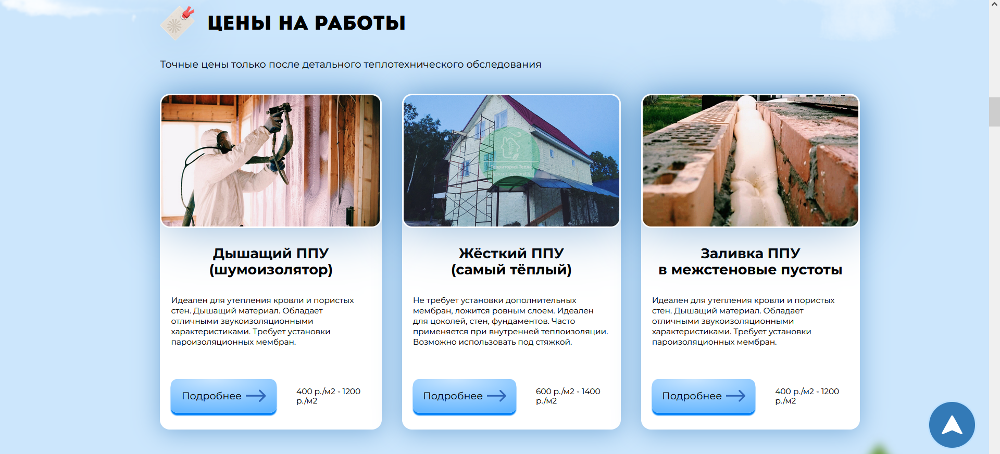 ЦЕНЫ НА РАБОТЫ
Точные цены только после детального теплотехнического обследования
Территория Тепла
Дышащий ППУ
(шумоизолятор)
Идеален для утепления кровли и пористых
стен. Дышащий материал. Обладает
отличными звукоизоляционными
характеристиками. Требует установки
пароизоляционных мембран.
Подробнее
400 р./м2 - 1200
р./м2
Жёсткий ППУ
(самый тёплый)
Не требует установки дополнительных
мембран, ложится ровным слоем. Идеален
для цоколей, стен, фундаментов. Часто
применяется при внутренней теплоизоляции.
Возможно использовать под стяжкой.
Подробнее
600 р./м2 - 1400
р./м2
Заливка ППУ
в межстеновые пустоты
Идеален для утепления кровли и пористых
стен. Дышащий материал. Обладает
отличными звукоизоляционными
характеристиками. Требует установки
пароизоляционных мембран.
Подробнее
400 р./м2 - 1200
р./м2